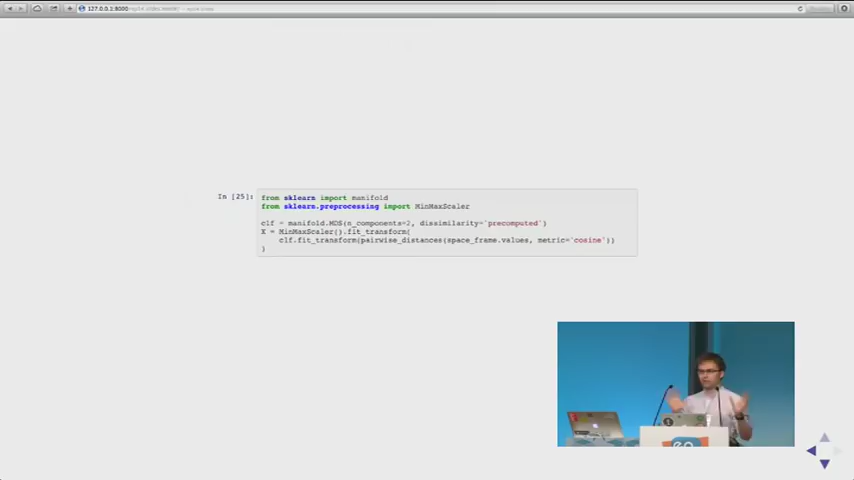 127.0.0.1:8000
In [25]:
from sklearn import manifold
from sklearn.preprocessing import MinMaxScaler
clf = manifold.MDS(n_components=2, dissimilarity='precomputed')
X = MinMaxScaler().fit_transform(
clf.fit_transform(pairwise_distances(space_frame.values, metric='cosine'))
)